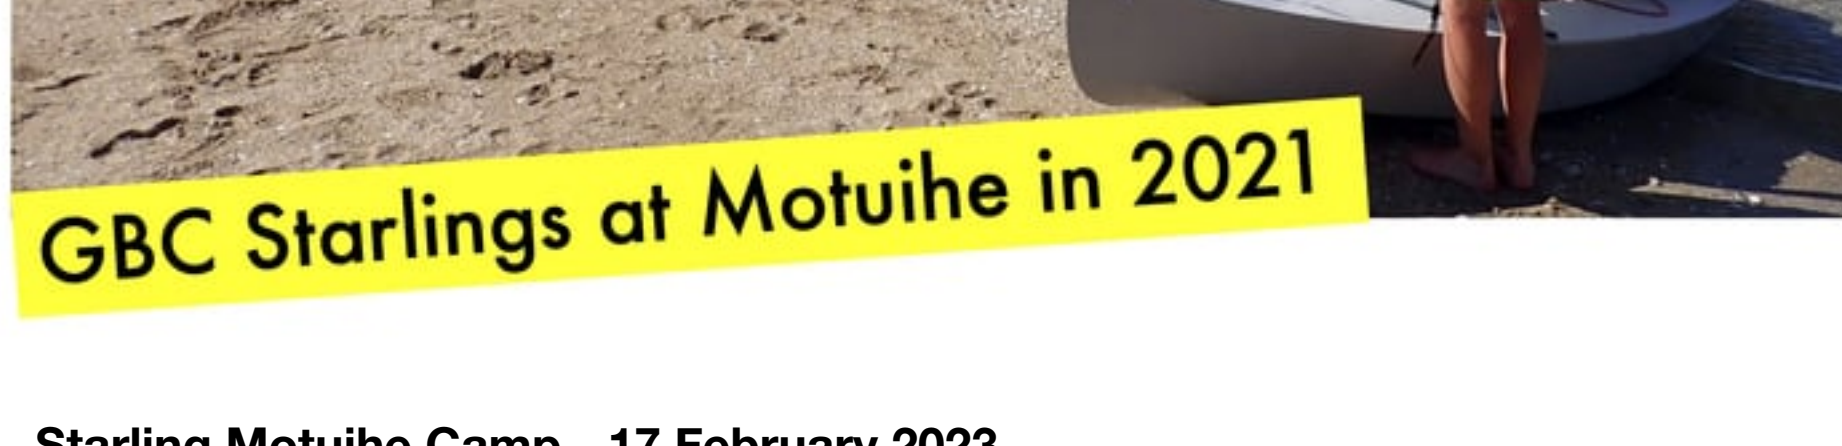 GBC Starlings at Motuihe in 2021
Starling Motuihe Camp - 17 February 2023